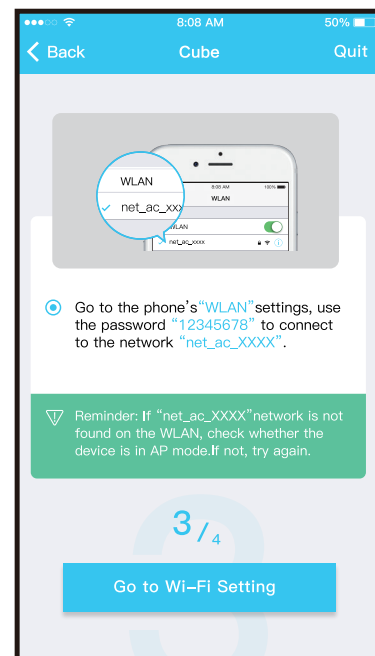 8:08 AM 50%
Back Cube Quit
WLAN
net_ac_xxx
8:08 AM 100%
WLAN
WLAN
net_ac_xxxx
Go to the phone's“WLAN”settings, use
the password “12345678” to connect
to the network “net_ac_XXXX”.
Reminder: If “net_ac_XXXX”network is not
found on the WLAN, check whether the
device is in AP mode.If not, try again.
3
3/4
Go to Wi–Fi Setting